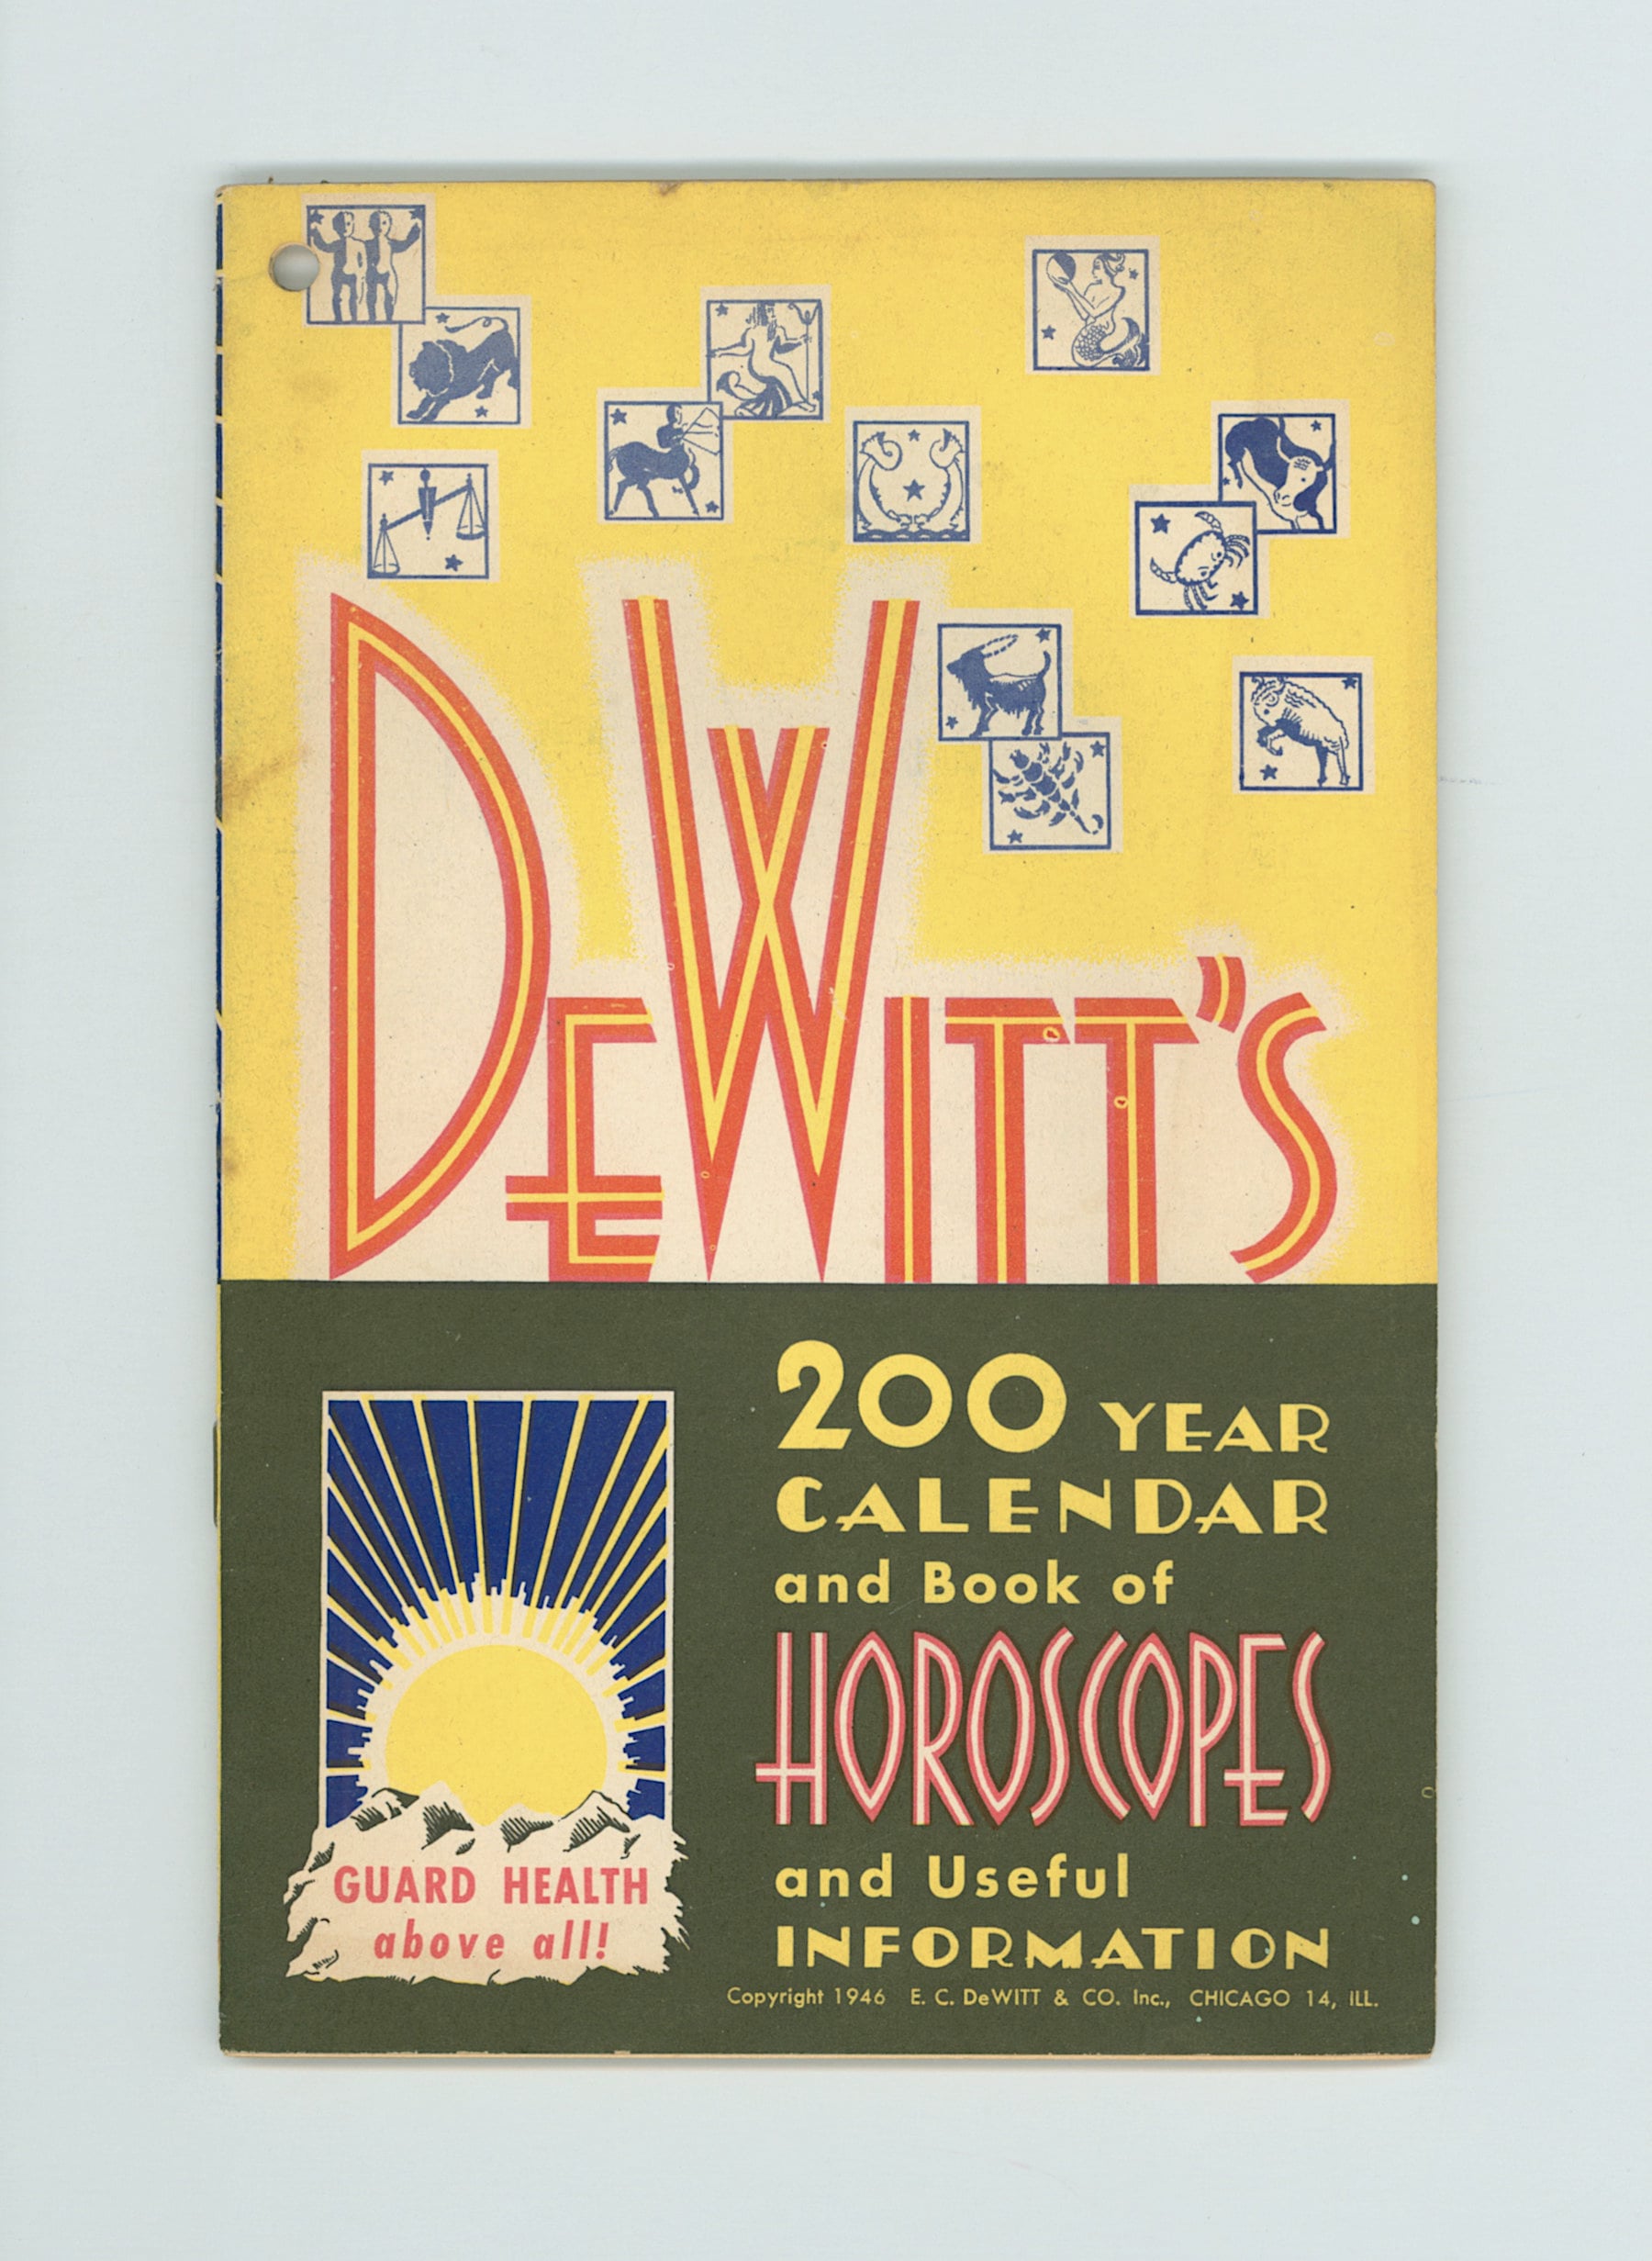 DEWITT'S
200 YEAR
CALENDAR
and Book of
HOROSCOPES
and Useful
INFORMATION
GUARD HEALTH
above all!
Copyright 1946 E. C. DeWITT & CO. Inc., CHICAGO 14, ILL.